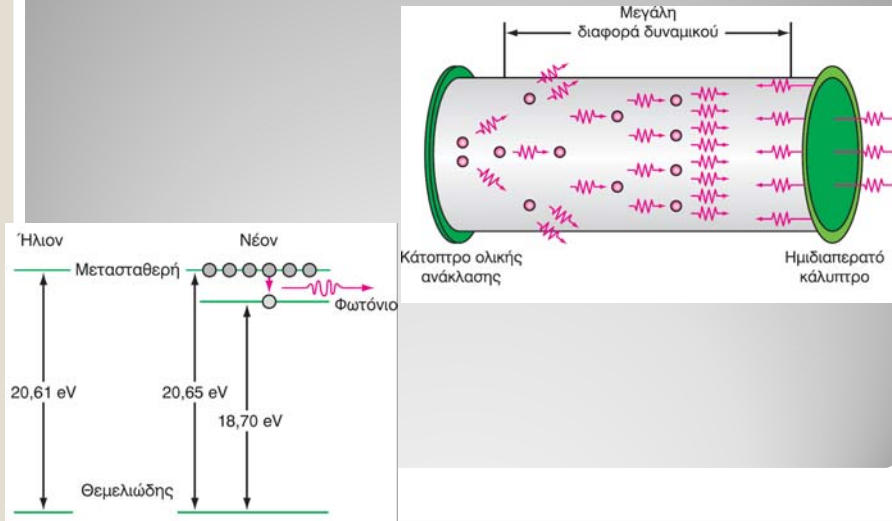 Μεγάλη
διαφορά δυναμικού
Κάτοπτρο ολικής
ανάκλασης
Ημιδιαπερατό
κάλυπτρο
Ήλιον
Νέον
Μετασταθερή
Φωτόνιο
20,61 eV
20,65 eV
18,70 eV
Θεμελιώδης